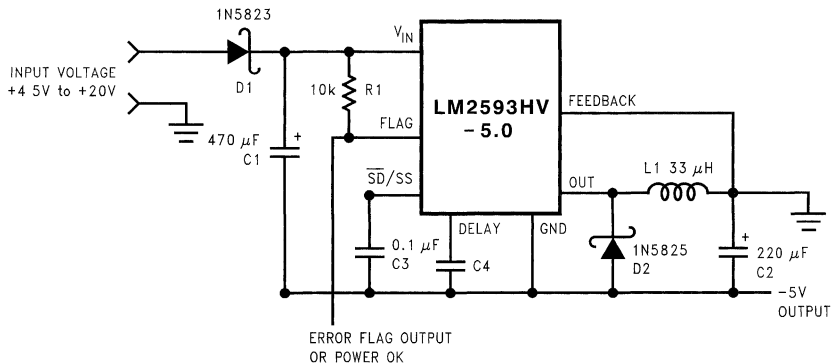 1N5823
V_IN
INPUT VOLTAGE
+4 5V to +20V
D1
10k
R1
LM2593HV
-5.0
FEEDBACK
FLAG
470 μF
C1
+
L1 33 μH
S̅D̅/SS
OUT
DELAY
GND
0.1 μF
C3
C4
1N5825
D2
+
220 μF
C2
-5V
OUTPUT
ERROR FLAG OUTPUT
OR POWER OK